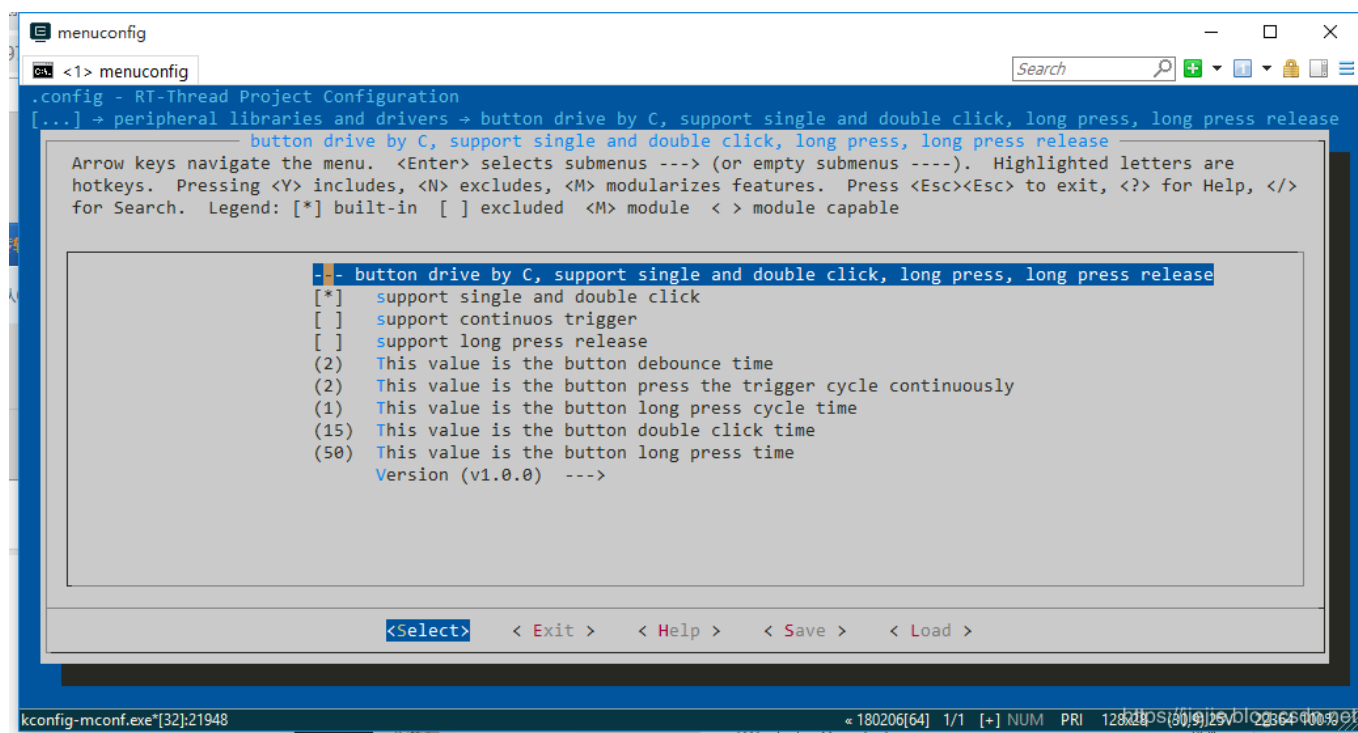 menuconfig
<1> menuconfig
Search
.config - RT-Thread Project Configuration
[...] → peripheral libraries and drivers → button drive by C, support single and double click, long press, long press release
button drive by C, support single and double click, long press, long press release
Arrow keys navigate the menu. <Enter> selects submenus ---> (or empty submenus ----). Highlighted letters are
hotkeys. Pressing <Y> includes, <N> excludes, <M> modularizes features. Press <Esc><Esc> to exit, <?> for Help, </>
for Search. Legend: [*] built-in [ ] excluded <M> module < > module capable
--- button drive by C, support single and double click, long press, long press release
[*] support single and double click
[ ] support continuos trigger
[ ] support long press release
(2) This value is the button debounce time
(2) This value is the button press the trigger cycle continuously
(1) This value is the button long press cycle time
(15) This value is the button double click time
(50) This value is the button long press time
Version (v1.0.0) --->
<Select> < Exit > < Help > < Save > < Load >
kconfig-mconf.exe*[32]:21948
« 180206[64] 1/1 [+] NUM PRI 128x28 (30,9) 25V 22364 100%